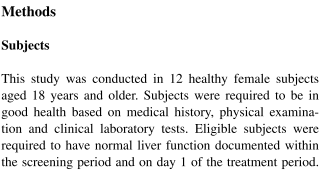 Methods
Subjects
This study was conducted in 12 healthy female subjects
aged 18 years and older. Subjects were required to be in
good health based on medical history, physical examina-
tion and clinical laboratory tests. Eligible subjects were
required to have normal liver function documented within
the screening period and on day 1 of the treatment period.